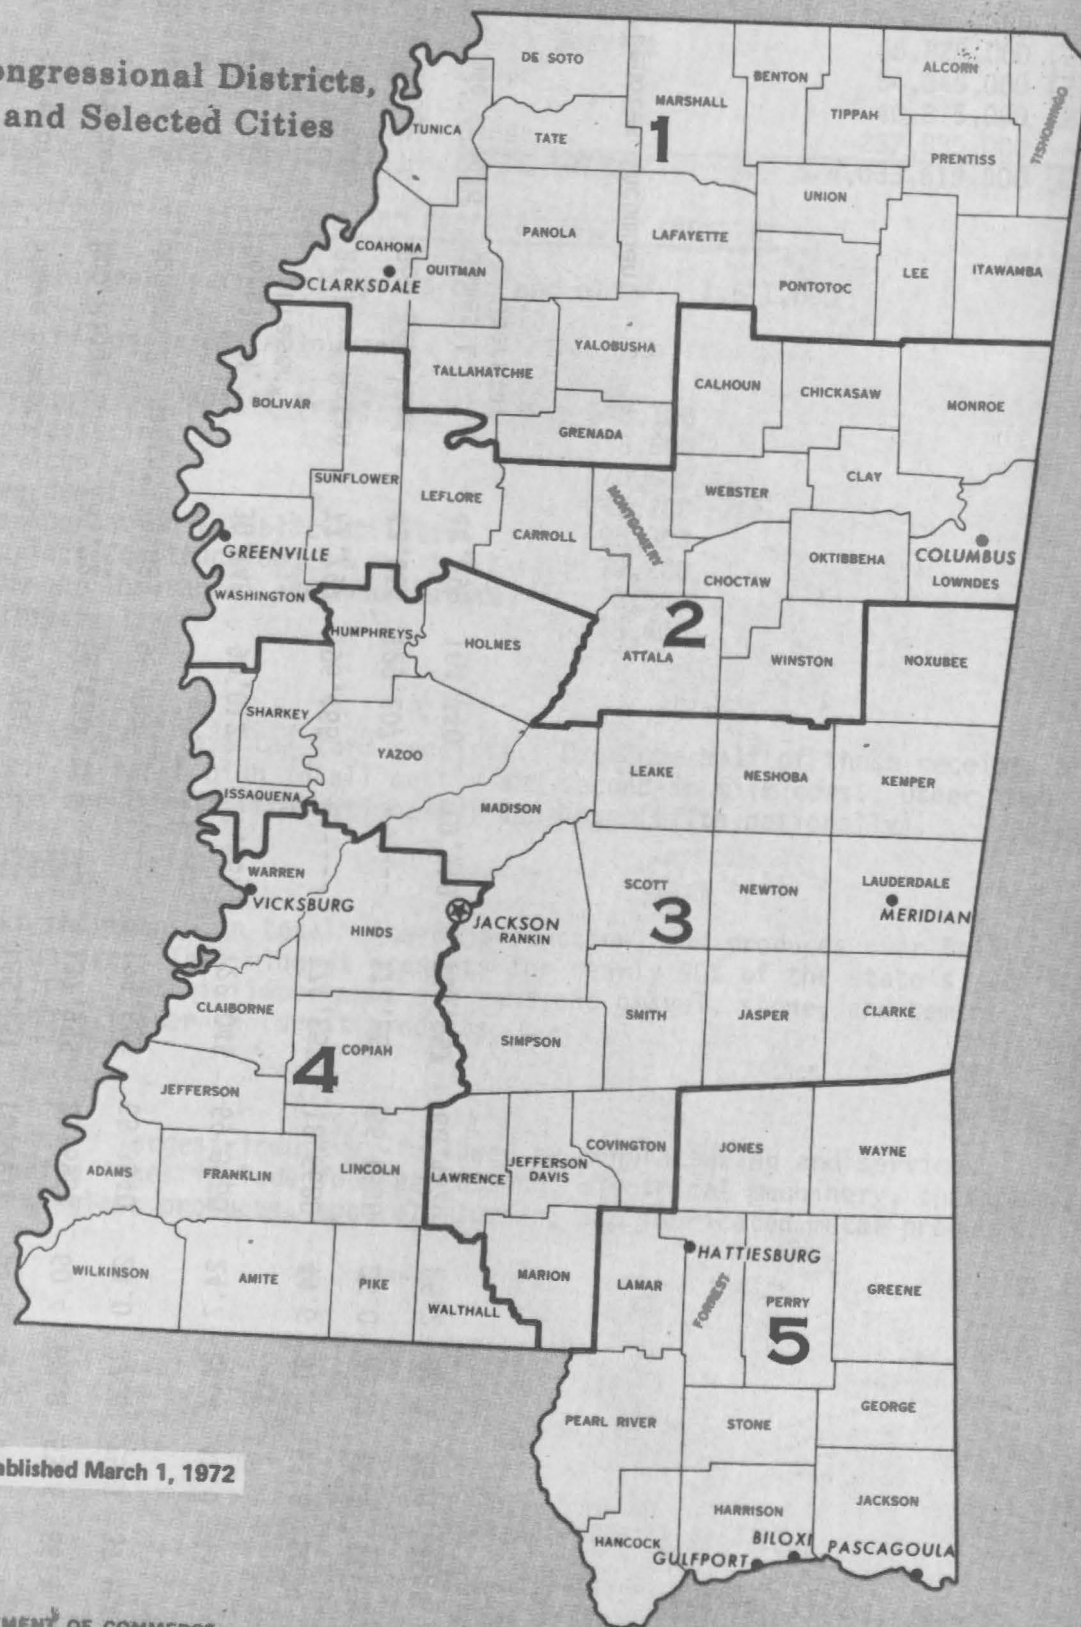 ongressional Districts,
and Selected Cities
DE SOTO
MARSHALL
BENTON
ALCORN
TIPPAH
TISHOMINGO
TUNICA
TATE
1
PRENTISS
UNION
COAHOMA
PANOLA
LAFAYETTE
QUITMAN
CLARKSDALE
PONTOTOC
LEE
ITAWAMBA
TALLAHATCHIE
YALOBUSHA
CALHOUN
CHICKASAW
MONROE
BOLIVAR
GRENADA
SUNFLOWER
LEFLORE
CARROLL
MONTGOMERY
WEBSTER
CLAY
GREENVILLE
OKTIBBEHA
COLUMBUS
LOWNDES
WASHINGTON
CHOCTAW
HUMPHREYS
HOLMES
2
ATTALA
WINSTON
NOXUBEE
SHARKEY
YAZOO
LEAKE
NESHOBA
KEMPER
ISSAQUENA
MADISON
WARREN
VICKSBURG
HINDS
JACKSON
RANKIN
SCOTT
3
NEWTON
LAUDERDALE
MERIDIAN
CLAIBORNE
COPIAH
4
SIMPSON
SMITH
JASPER
CLARKE
JEFFERSON
ADAMS
FRANKLIN
LINCOLN
LAWRENCE
JEFFERSON
DAVIS
COVINGTON
JONES
WAYNE
WILKINSON
AMITE
PIKE
WALTHALL
MARION
LAMAR
HATTIESBURG
FORREST
PERRY
5
GREENE
PEARL RIVER
STONE
GEORGE
HANCOCK
HARRISON
JACKSON
GULFPORT
BILOXI
PASCAGOULA
ablished March 1, 1972
MENT OF COMMERCE